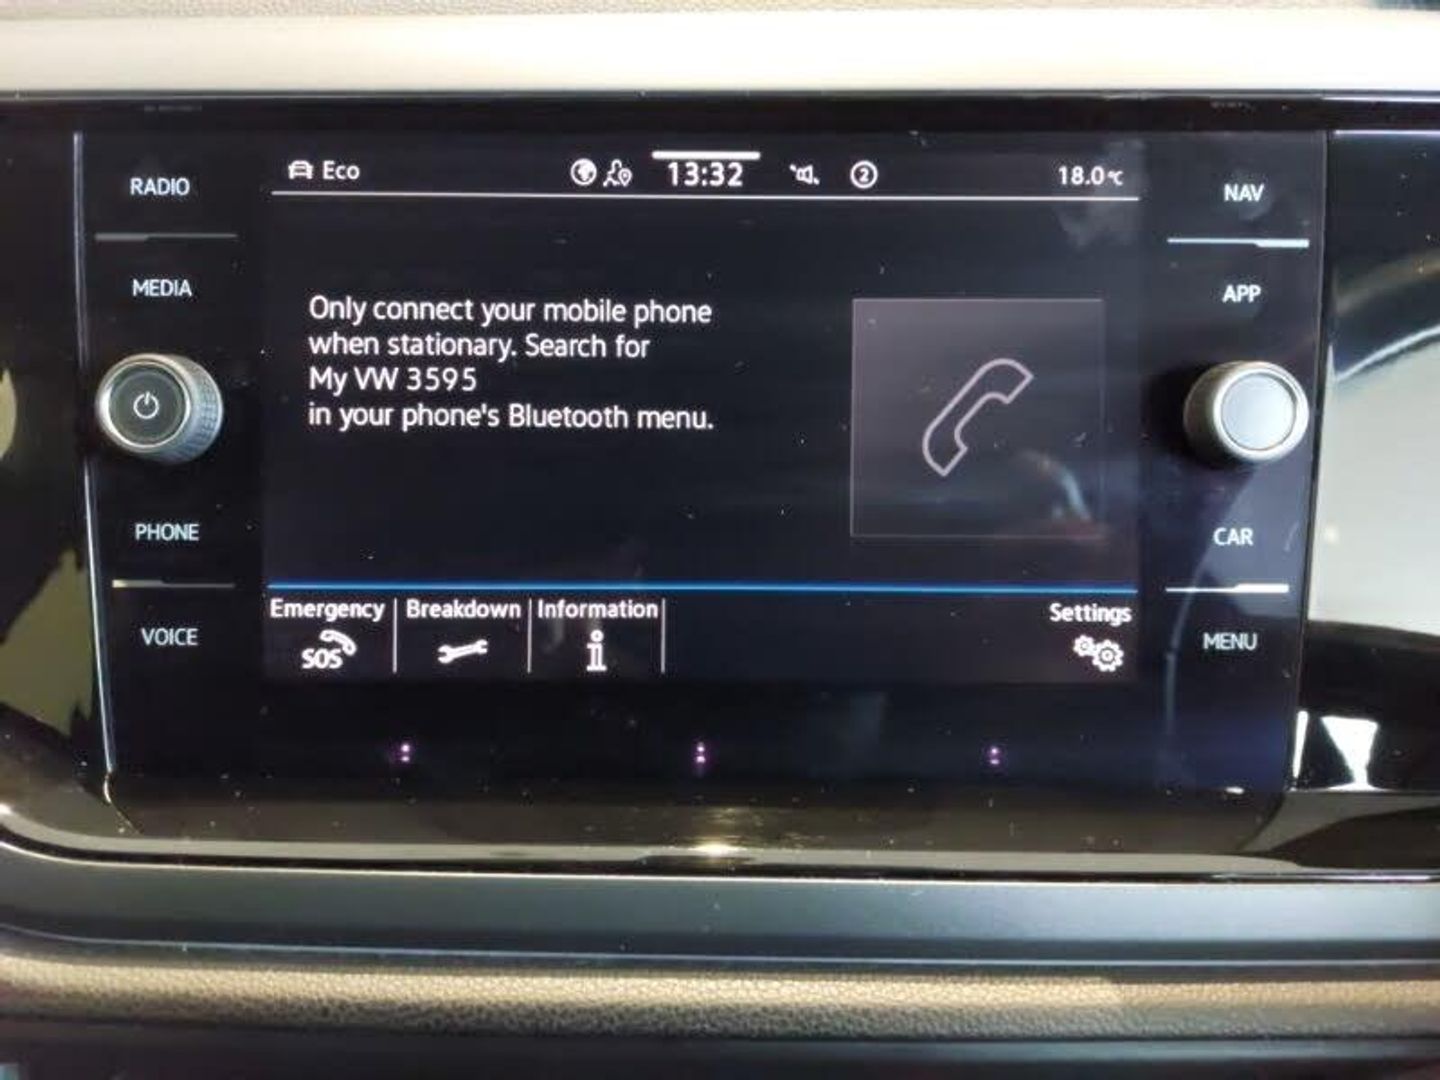 RADIO
MEDIA
PHONE
VOICE
Eco
13:32
2
18.0°C
Only connect your mobile phone
when stationary. Search for
My VW 3595
in your phone's Bluetooth menu.
Emergency
SOS
Breakdown
Information
i
Settings
NAV
APP
CAR
MENU